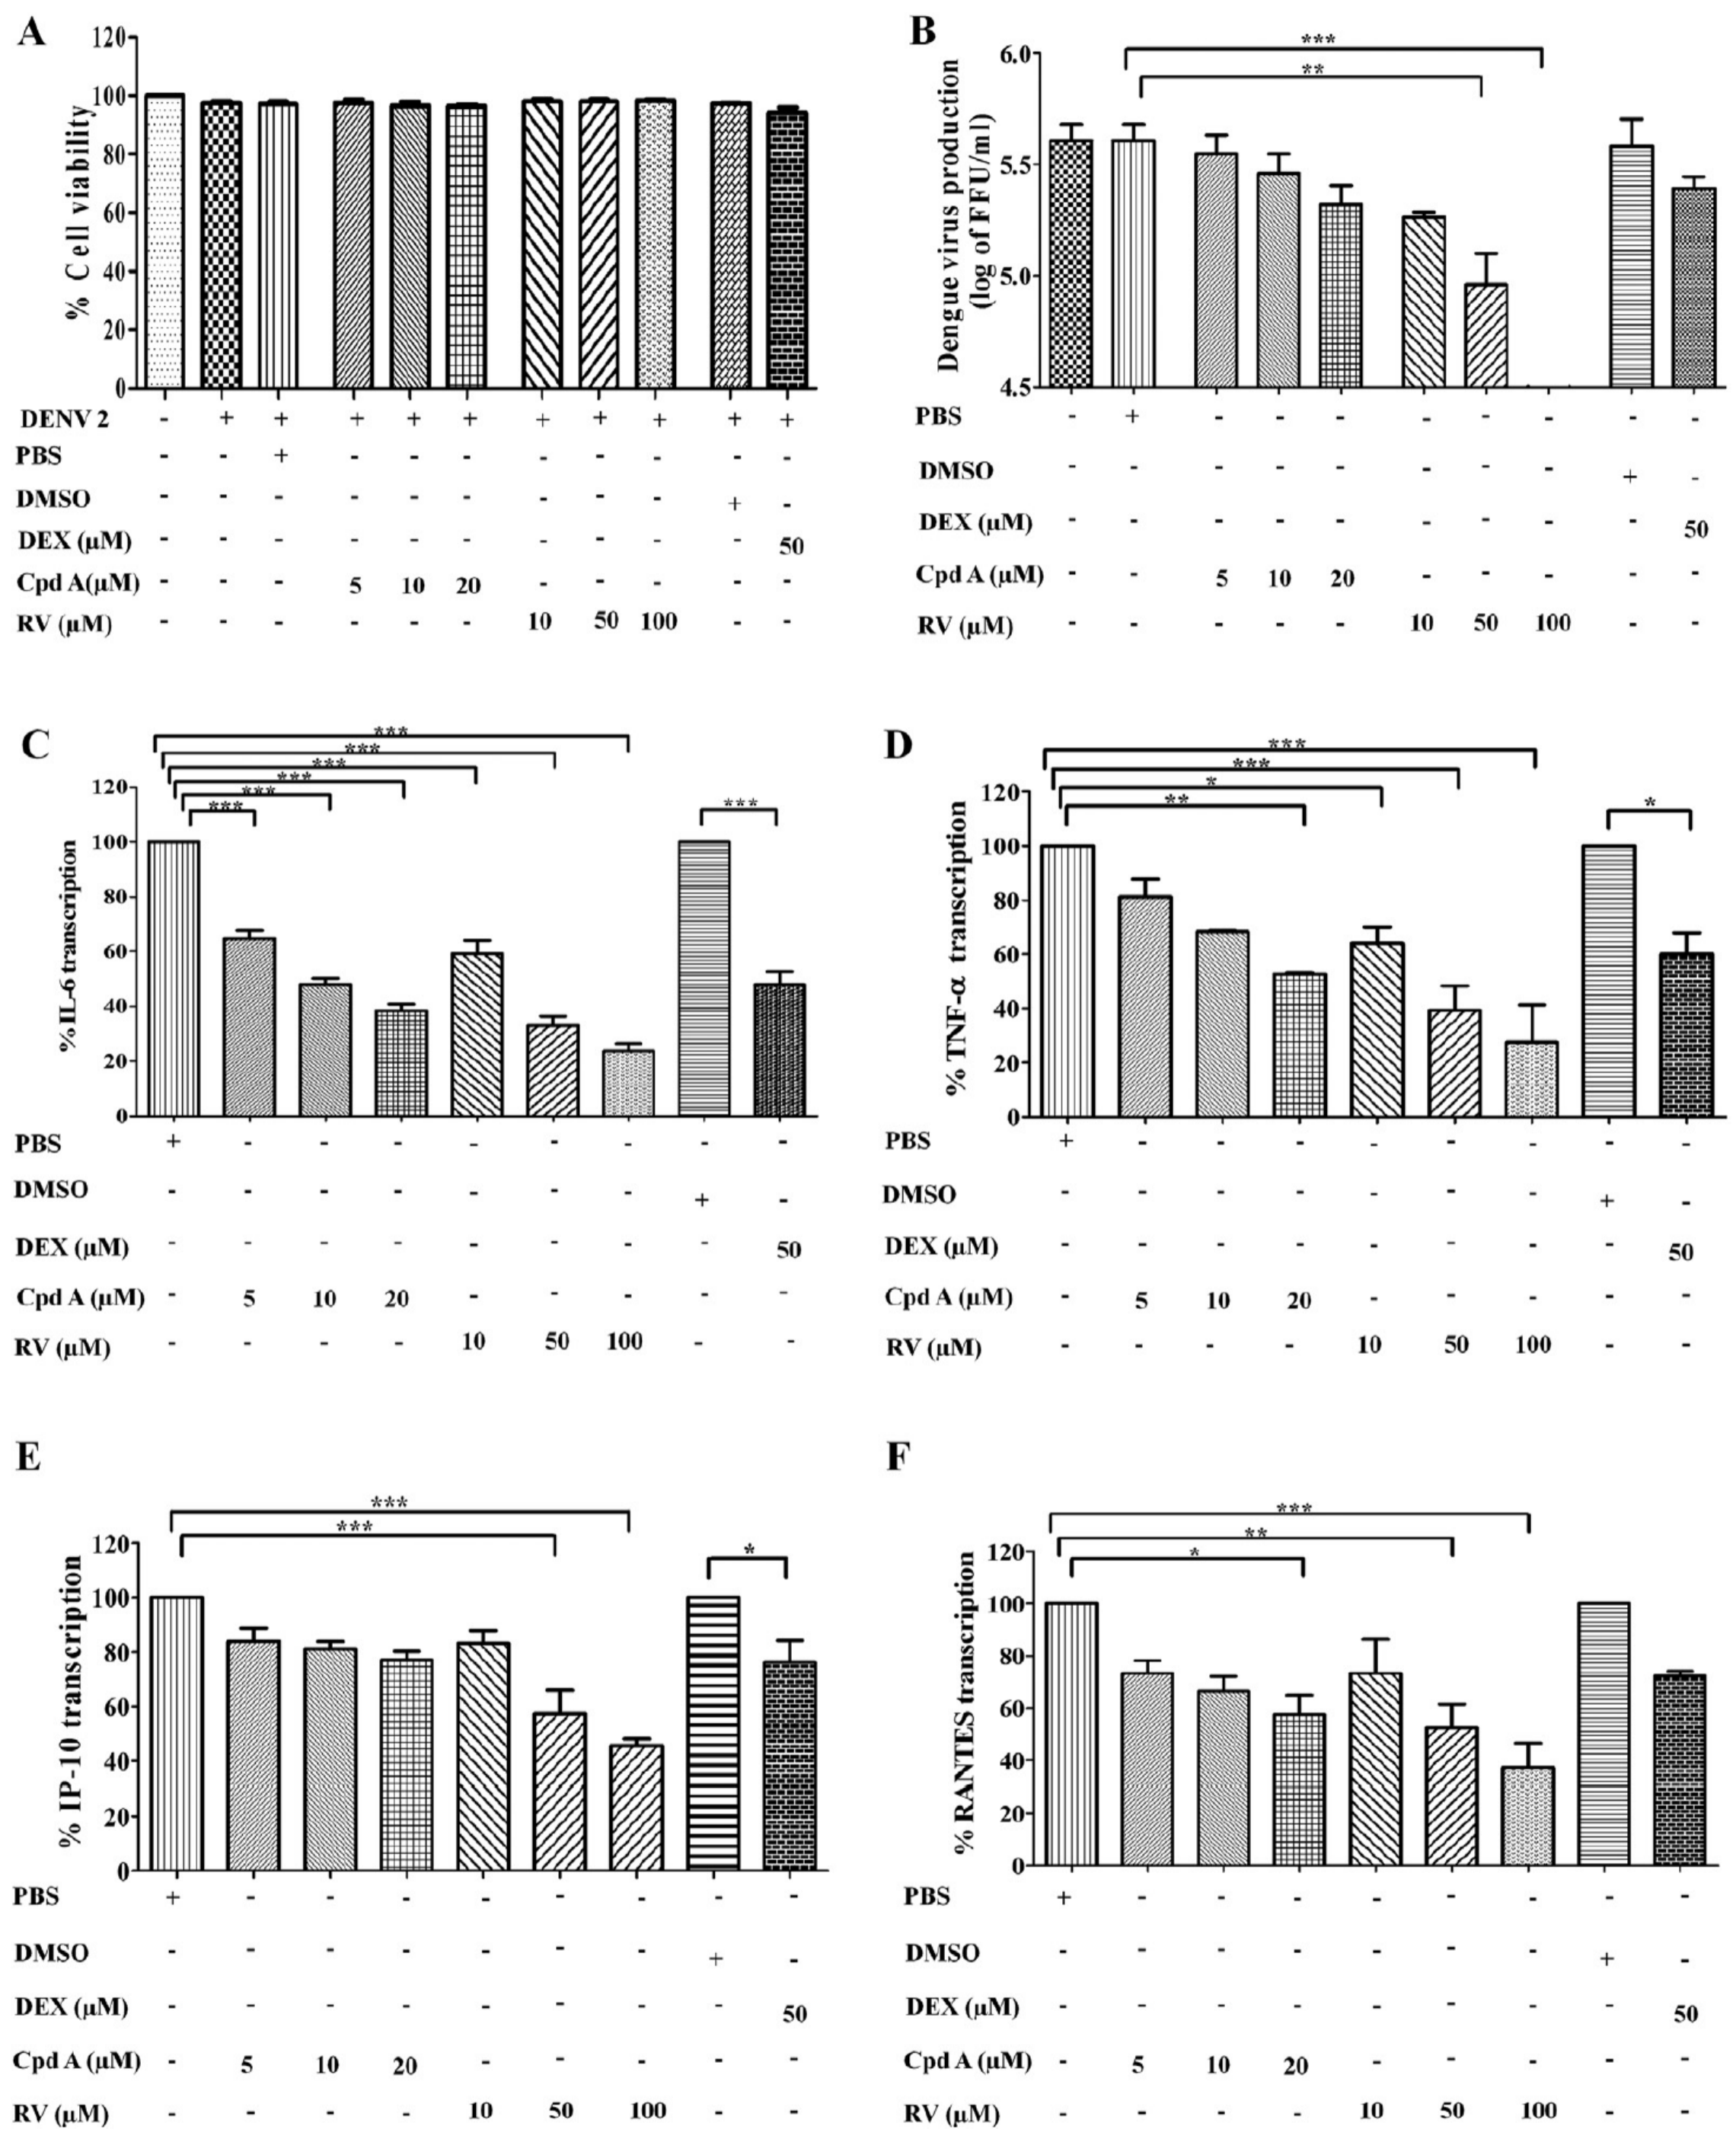 A
120
100
80
60
40
20
0
% Cell viability
DENV 2 - + + + + + + + + + +
PBS - - + - - - - - - - -
DMSO - - - - - - - - - + -
DEX (μM) - - - - - - - - - - 50
Cpd A(μM) - - - 5 10 20 - - - - -
RV (μM) - - - - - - 10 50 100 - -
B
***
**
6.0
5.5
5.0
4.5
Dengue virus production
(log of FFU/ml)
PBS - + - - - - - - - -
DMSO - - - - - - - - + -
DEX (μM) - - - - - - - - - 50
Cpd A (μM) - - 5 10 20 - - - - -
RV (μM) - - - - - 10 50 100 - -
C
***
***
***
***
***
***
***
120
100
80
60
40
20
0
%IL-6 transcription
PBS + - - - - - - - -
DMSO - - - - - - - + -
DEX (μM) - - - - - - - - 50
Cpd A (μM) - 5 10 20 - - - - -
RV (μM) - - - - 10 50 100 - -
D
***
***
*
**
*
120
100
80
60
40
20
0
% TNF-α transcription
PBS + - - - - - - - -
DMSO - - - - - - - + -
DEX (μM) - - - - - - - - 50
Cpd A (μM) - 5 10 20 - - - - -
RV (μM) - - - - 10 50 100 - -
E
***
***
*
120
100
80
60
40
20
0
% IP-10 transcription
PBS + - - - - - - - -
DMSO - - - - - - - + -
DEX (μM) - - - - - - - - 50
Cpd A (μM) - 5 10 20 - - - - -
RV (μM) - - - - 10 50 100 - -
F
***
**
*
120
100
80
60
40
20
0
% RANTES transcription
PBS + - - - - - - - -
DMSO - - - - - - - + -
DEX (μM) - - - - - - - - 50
Cpd A (μM) - 5 10 20 - - - - -
RV (μM) - - - - 10 50 100 - -